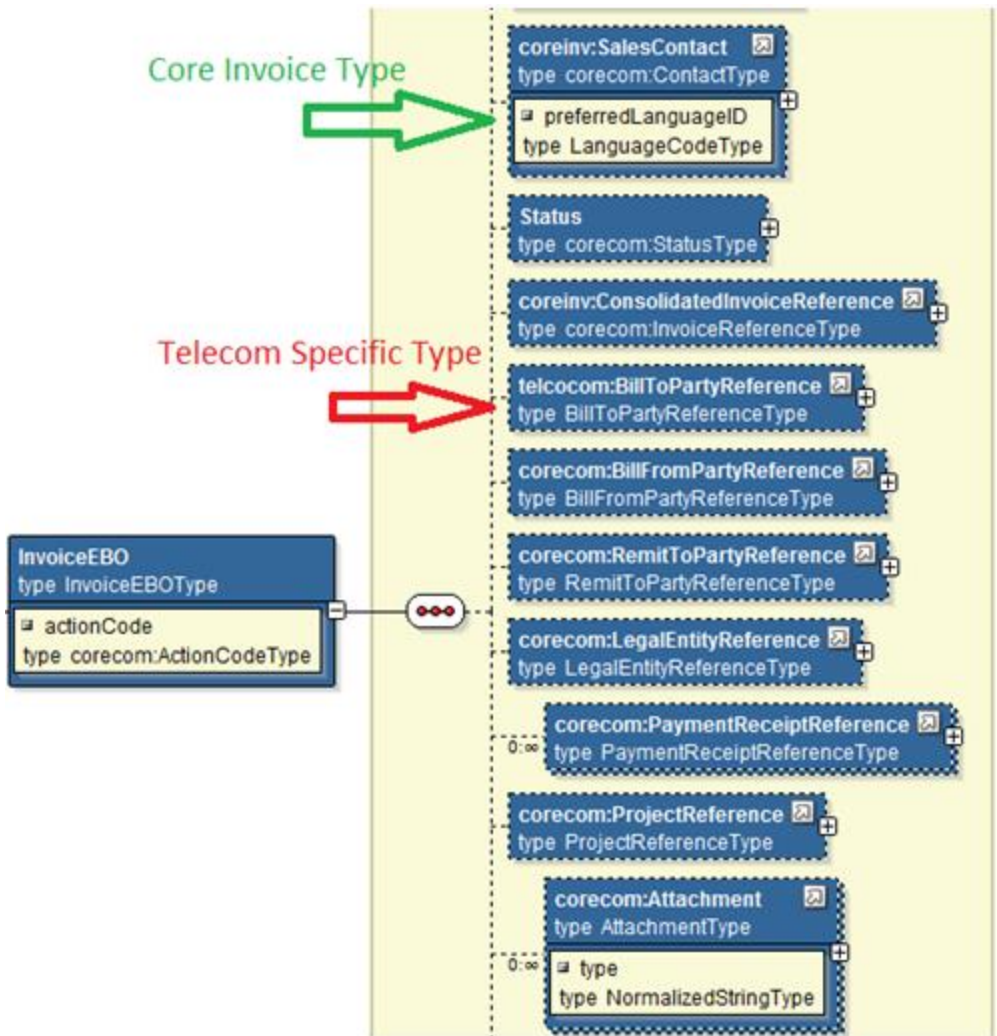 Core Invoice Type
coreinv:SalesContact
type corecom:ContactType
preferredLanguageID
type LanguageCodeType
Status
type corecom:StatusType
coreinv:ConsolidatedInvoiceReference
type corecom:InvoiceReferenceType
Telecom Specific Type
telcocom:BillToPartyReference
type BillToPartyReferenceType
corecom:BillFromPartyReference
type BillFromPartyReferenceType
InvoiceEBO
type InvoiceEBOType
actionCode
type corecom:ActionCodeType
corecom:RemitToPartyReference
type RemitToPartyReferenceType
corecom:LegalEntityReference
type LegalEntityReferenceType
0:∞
corecom:PaymentReceiptReference
type PaymentReceiptReferenceType
corecom:ProjectReference
type ProjectReferenceType
0:∞
corecom:Attachment
type AttachmentType
type
type NormalizedStringType